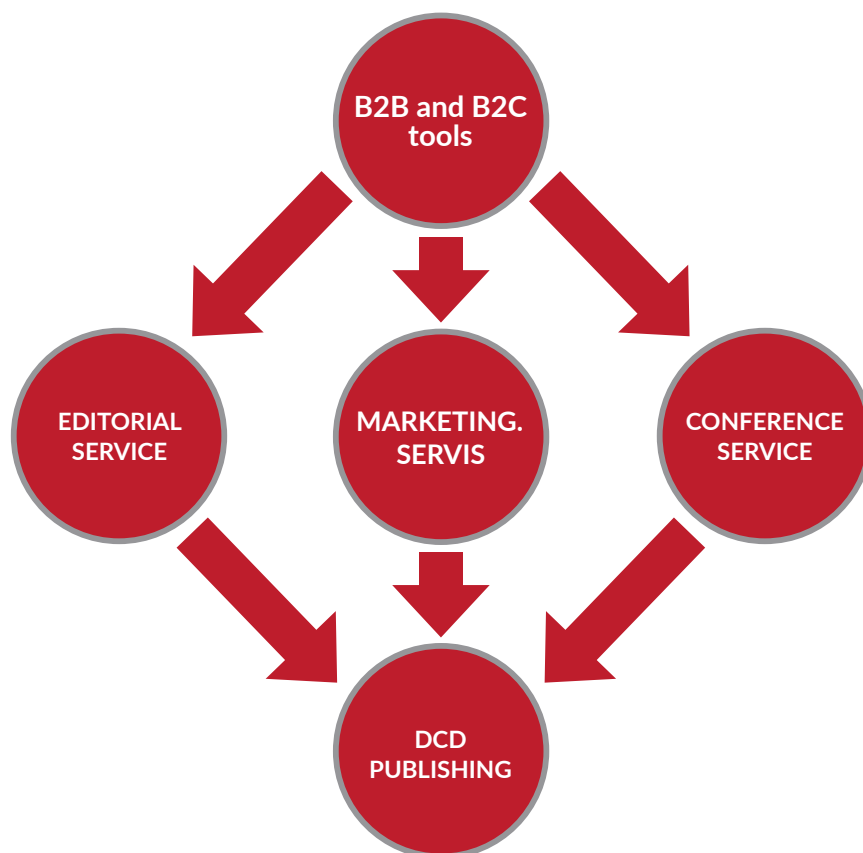 B2B and B2C
tools
EDITORIAL
SERVICE
MARKETING.
SERVIS
CONFERENCE
SERVICE
DCD
PUBLISHING